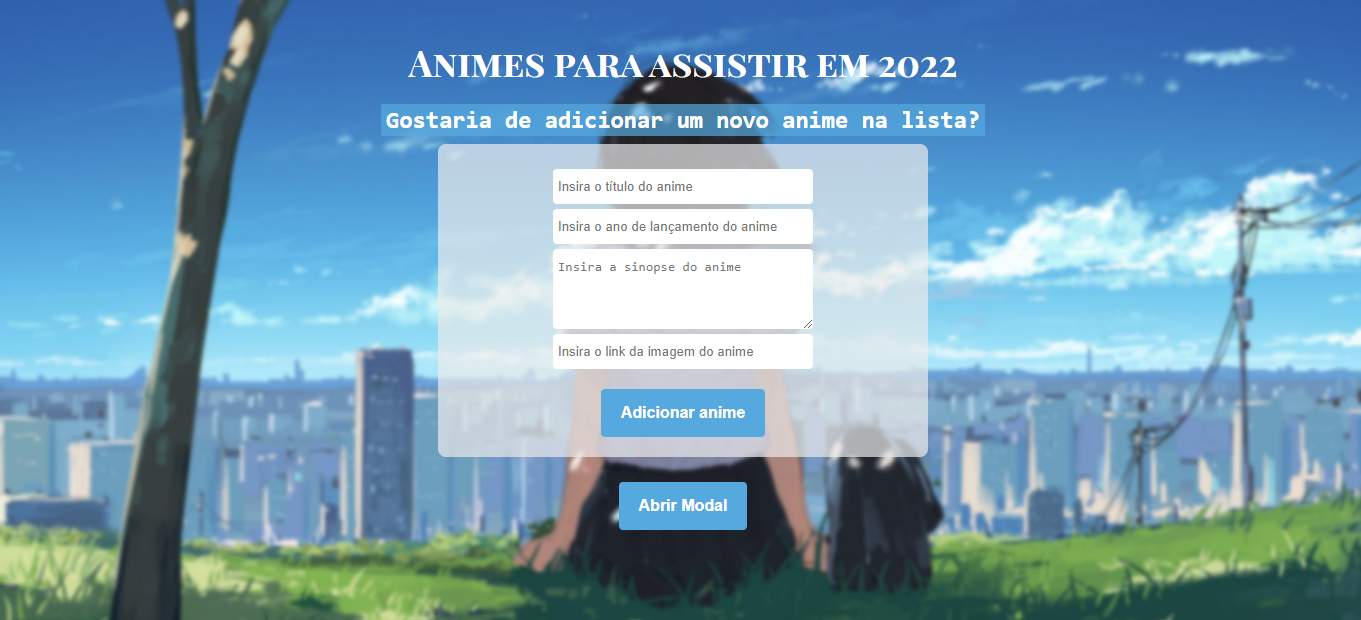 Animes para assistir em 2022
Gostaria de adicionar um novo anime na lista?
Insira o título do anime
Insira o ano de lançamento do anime
Insira a sinopse do anime
Insira o link da imagem do anime
Adicionar anime
Abrir Modal